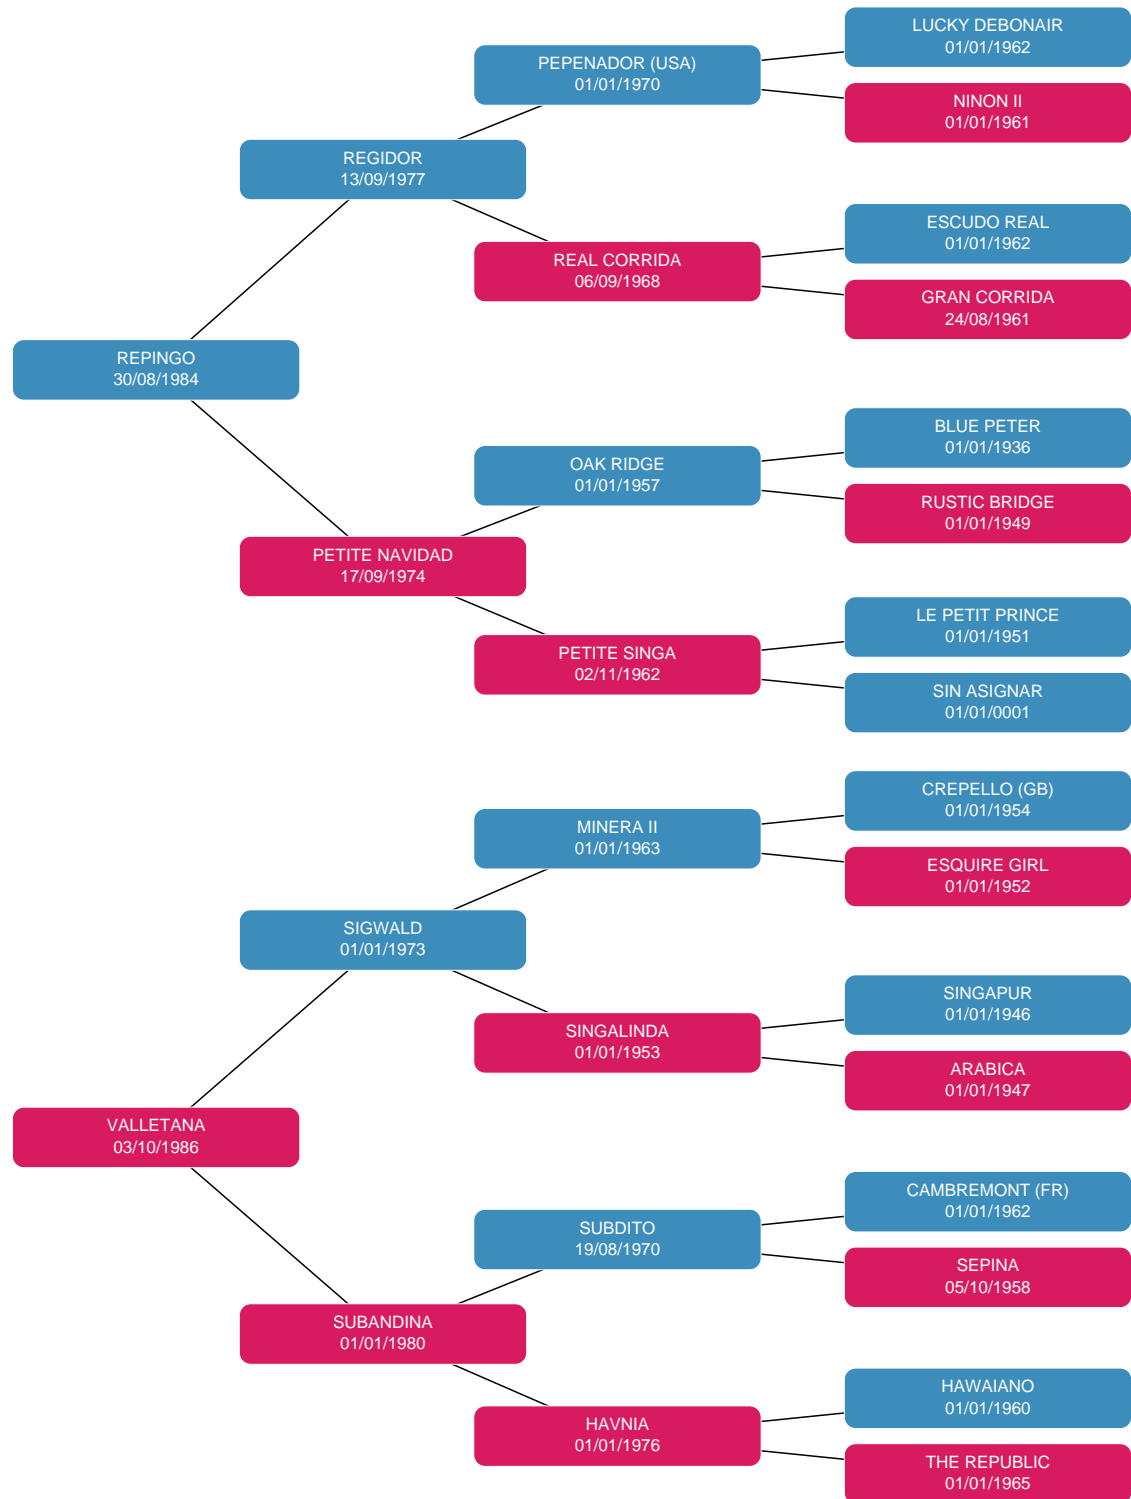 LUCKY DEBONAIR
01/01/1962
PEPENADOR (USA)
01/01/1970
NINON II
01/01/1961
REGIDOR
13/09/1977
ESCUDO REAL
01/01/1962
REAL CORRIDA
06/09/1968
GRAN CORRIDA
24/08/1961
REPINGO
30/08/1984
BLUE PETER
01/01/1936
OAK RIDGE
01/01/1957
RUSTIC BRIDGE
01/01/1949
PETITE NAVIDAD
17/09/1974
LE PETIT PRINCE
01/01/1951
PETITE SINGA
02/11/1962
SIN ASIGNAR
01/01/0001
CREPELLO (GB)
01/01/1954
MINERA II
01/01/1963
ESQUIRE GIRL
01/01/1952
SIGWALD
01/01/1973
SINGAPUR
01/01/1946
SINGALINDA
01/01/1953
ARABICA
01/01/1947
VALLETANA
03/10/1986
CAMBREMONT (FR)
01/01/1962
SUBDITO
19/08/1970
SEPINA
05/10/1958
SUBANDINA
01/01/1980
HAWAIANO
01/01/1960
HAVNIA
01/01/1976
THE REPUBLIC
01/01/1965